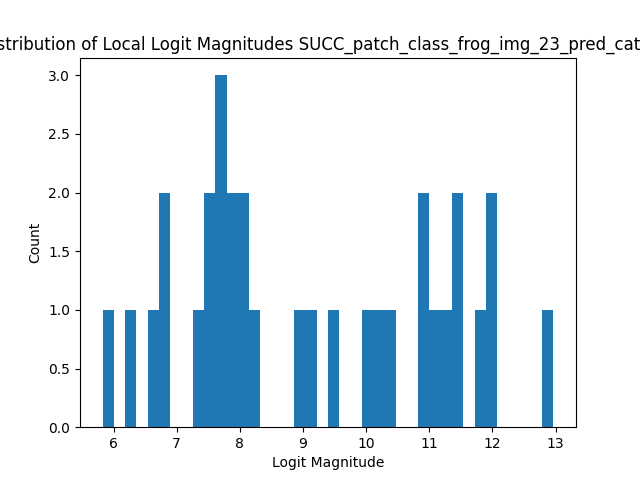 stribution of Local Logit Magnitudes SUCC_patch_class_frog_img_23_pred_cat
3.0
2.5
2.0
1.5
1.0
0.5
0.0
Count
6 7 8 9 10 11 12 13
Logit Magnitude